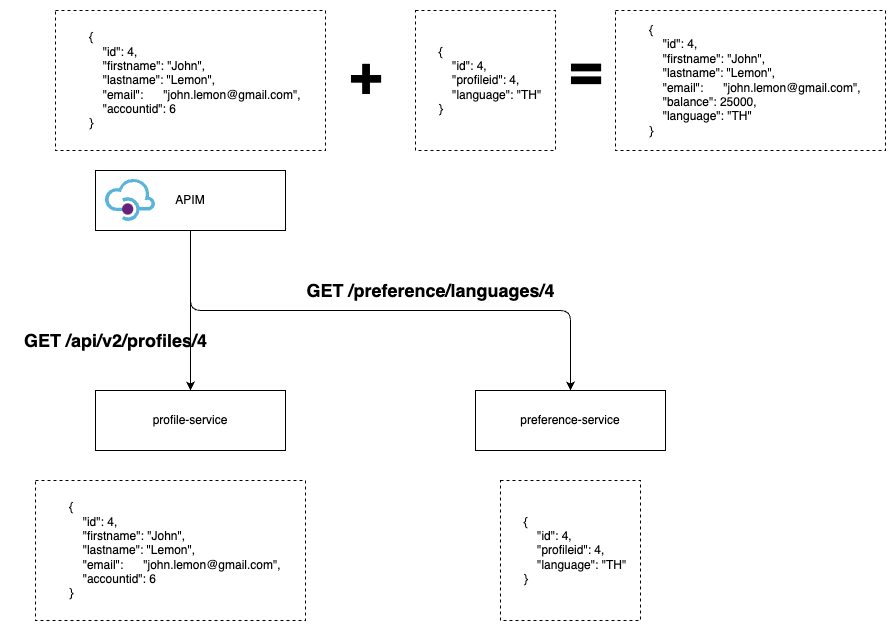 {
"id": 4,
"firstname": "John",
"lastname": "Lemon",
"email": "john.lemon@gmail.com",
"accountid": 6
}
+
{
"id": 4,
"profileid": 4,
"language": "TH"
}
=
{
"id": 4,
"firstname": "John",
"lastname": "Lemon",
"email": "john.lemon@gmail.com",
"balance": 25000,
"language": "TH"
}
APIM
GET /preference/languages/4
GET /api/v2/profiles/4
profile-service
preference-service
{
"id": 4,
"firstname": "John",
"lastname": "Lemon",
"email": "john.lemon@gmail.com",
"accountid": 6
}
{
"id": 4,
"profileid": 4,
"language": "TH"
}